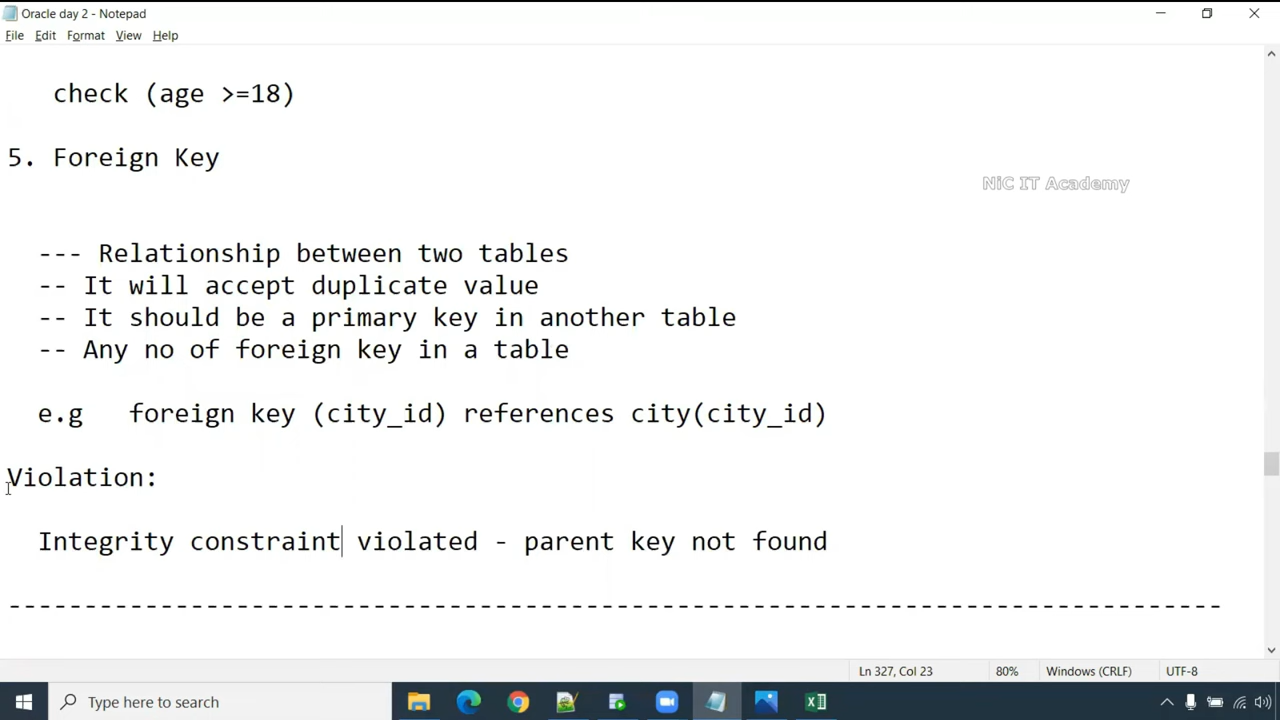 Oracle day 2 - Notepad
File Edit Format View Help
check (age >=18)
5. Foreign Key
NiC IT Academy
--- Relationship between two tables
-- It will accept duplicate value
-- It should be a primary key in another table
-- Any no of foreign key in a table
e.g foreign key (city_id) references city(city_id)
Violation:
Integrity constraint violated - parent key not found
--------------------------------------------------------------------------------
Ln 327, Col 23 80% Windows (CRLF) UTF-8
Type here to search